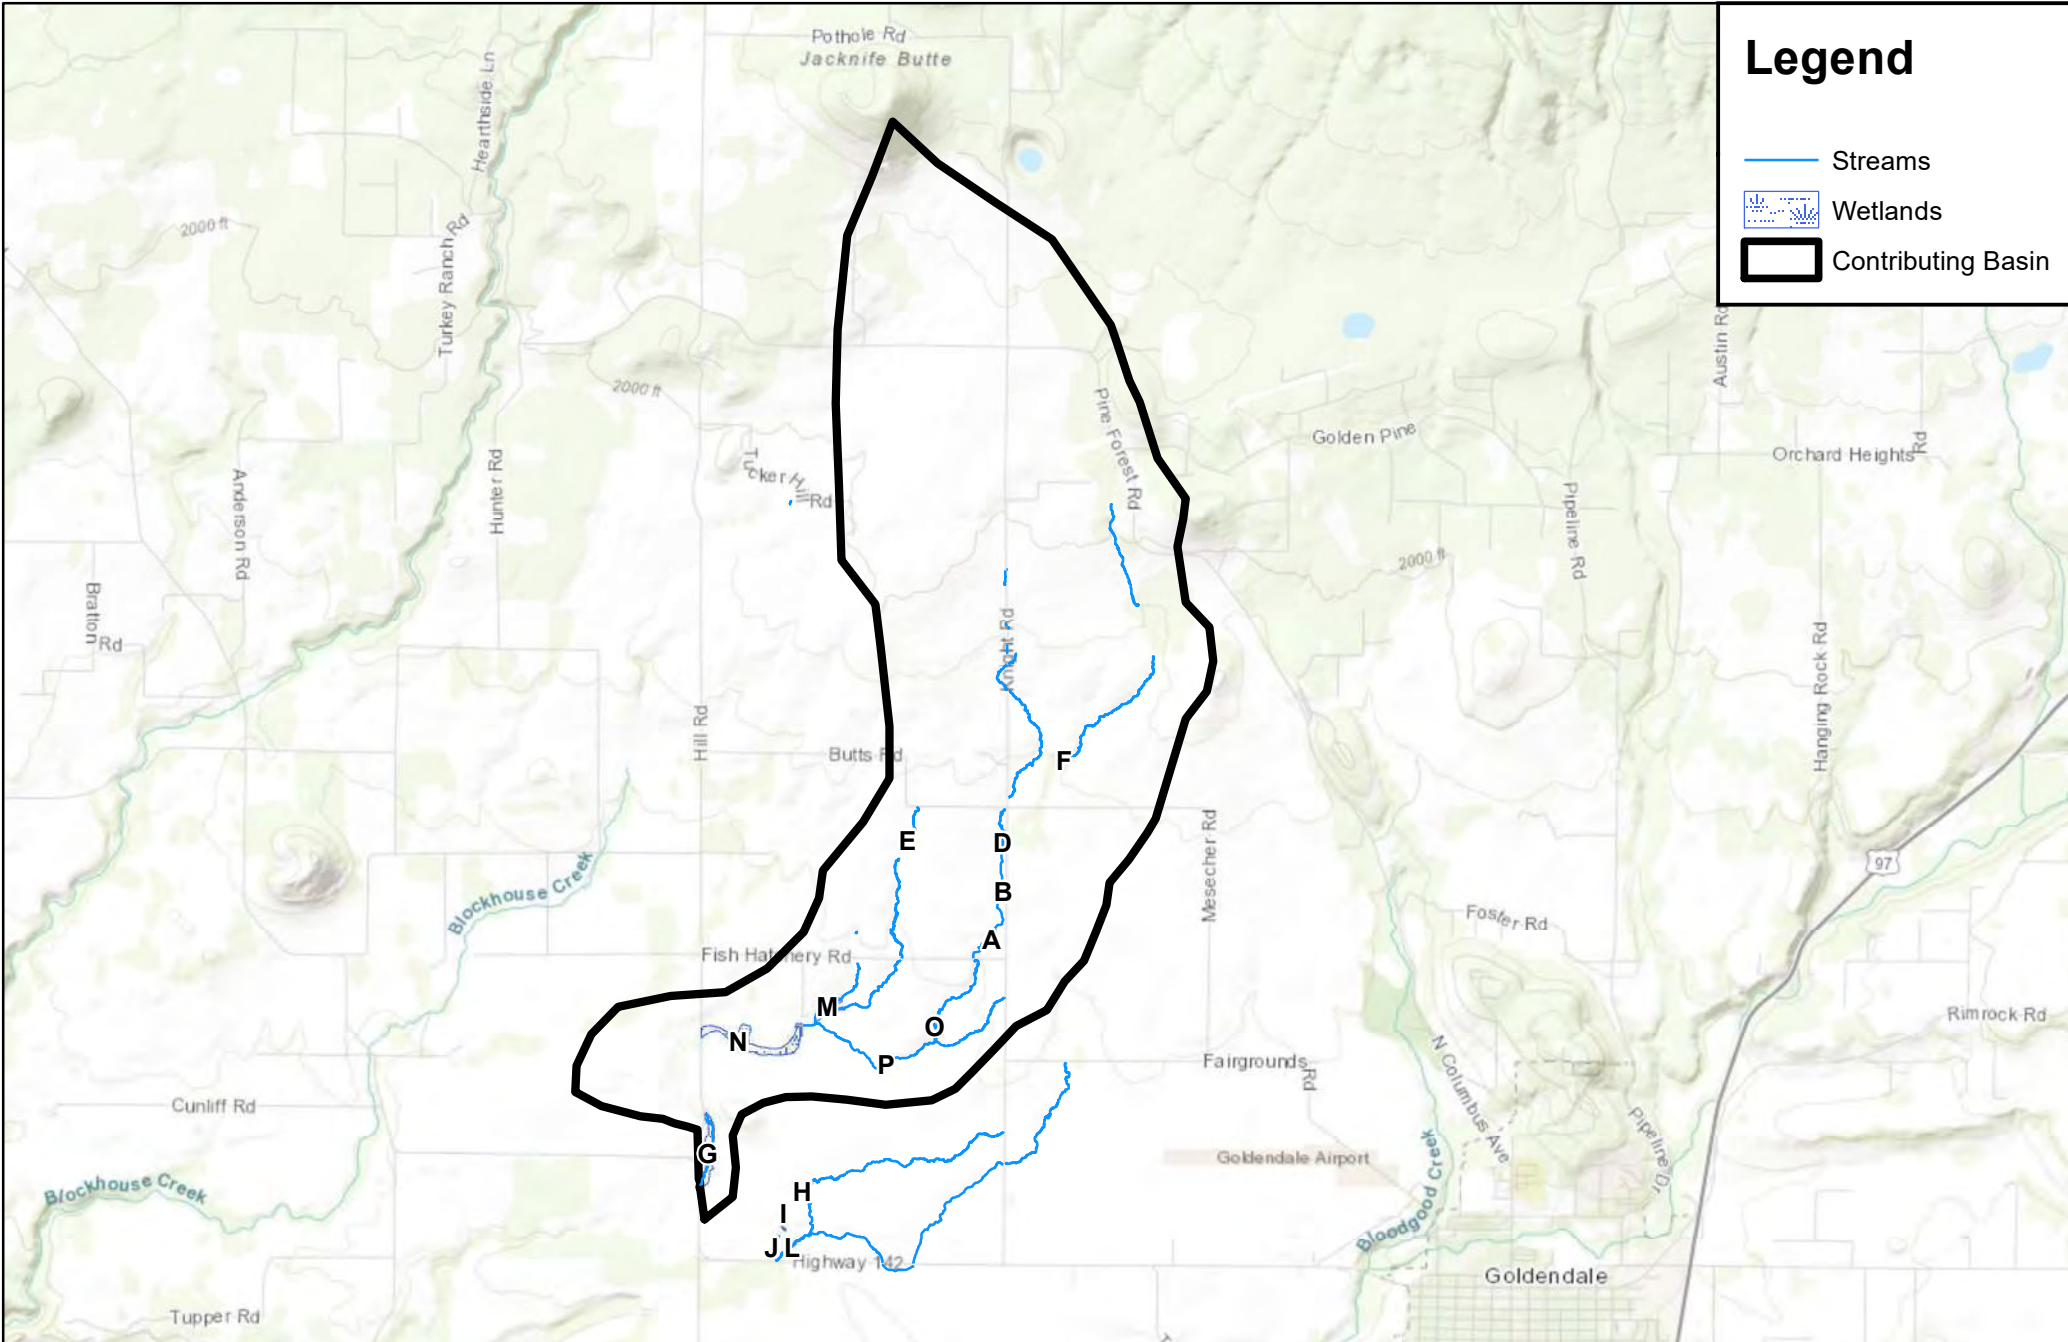 Pothole Rd
Jacknife Butte
Legend
Streams
Wetlands
Contributing Basin
Hearthside Ln
2000 ft
Turkey Ranch Rd
Austin Rd
2000 ft
Pine Forest Rd
Golden Pine
Orchard Heights Rd
Tucker Hill Rd
Anderson Rd
Hunter Rd
Pipeline Rd
2000 ft
Braton Rd
Knight Rd
Hanging Rock Rd
Hill Rd
Butts Rd
F
E
D
Mesecher Rd
97
B
Blockhouse Creek
Foster Rd
A
Fish Hatchery Rd
M
O
Rimrock Rd
N
P
Fairgrounds Rd
N Columbus Ave
Cunliff Rd
Pipeline Dr
G
Goldendale Airport
Blockhouse Creek
H
Bloodgood Creek
I
J L
Highway 142
Goldendale
Tupper Rd